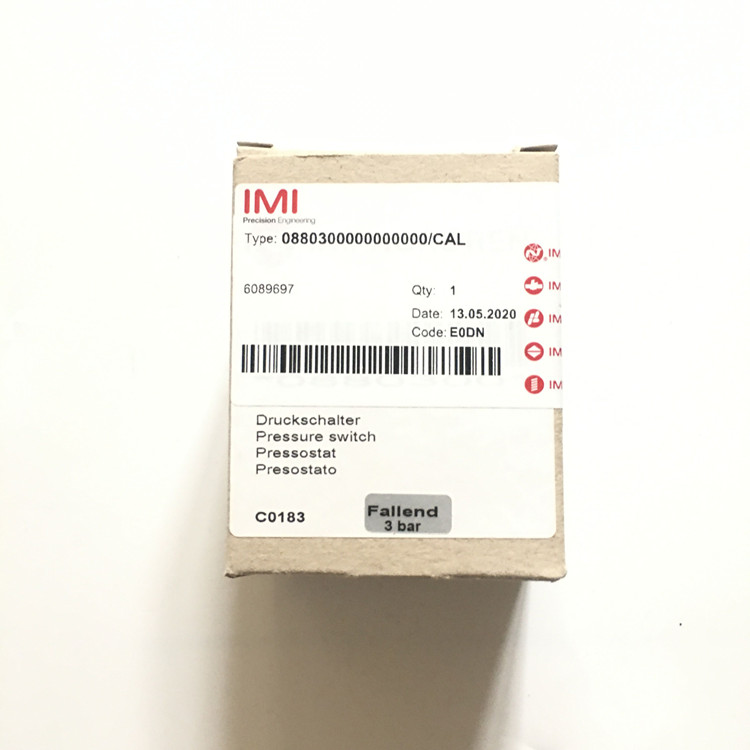 IMI
Precision Engineering
Type: 0880300000000000/CAL
6089697
Qty: 1
Date: 13.05.2020
Code: E0DN
IM
IM
IM
IM
IM
Druckschalter
Pressure switch
Pressostat
Presostato
C0183
Fallend
3 bar